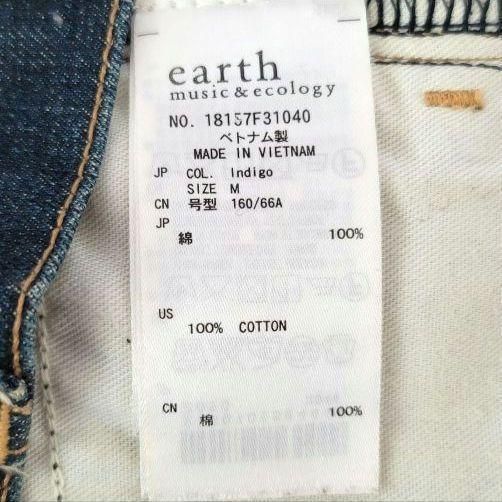 earth
music & ecology
NO. 181S7F31040
ベトナム製
MADE IN VIETNAM
JP COL. Indigo
SIZE M
CN 号型 160/66A
JP
綿 100%
US
100% COTTON
CN
棉 100%